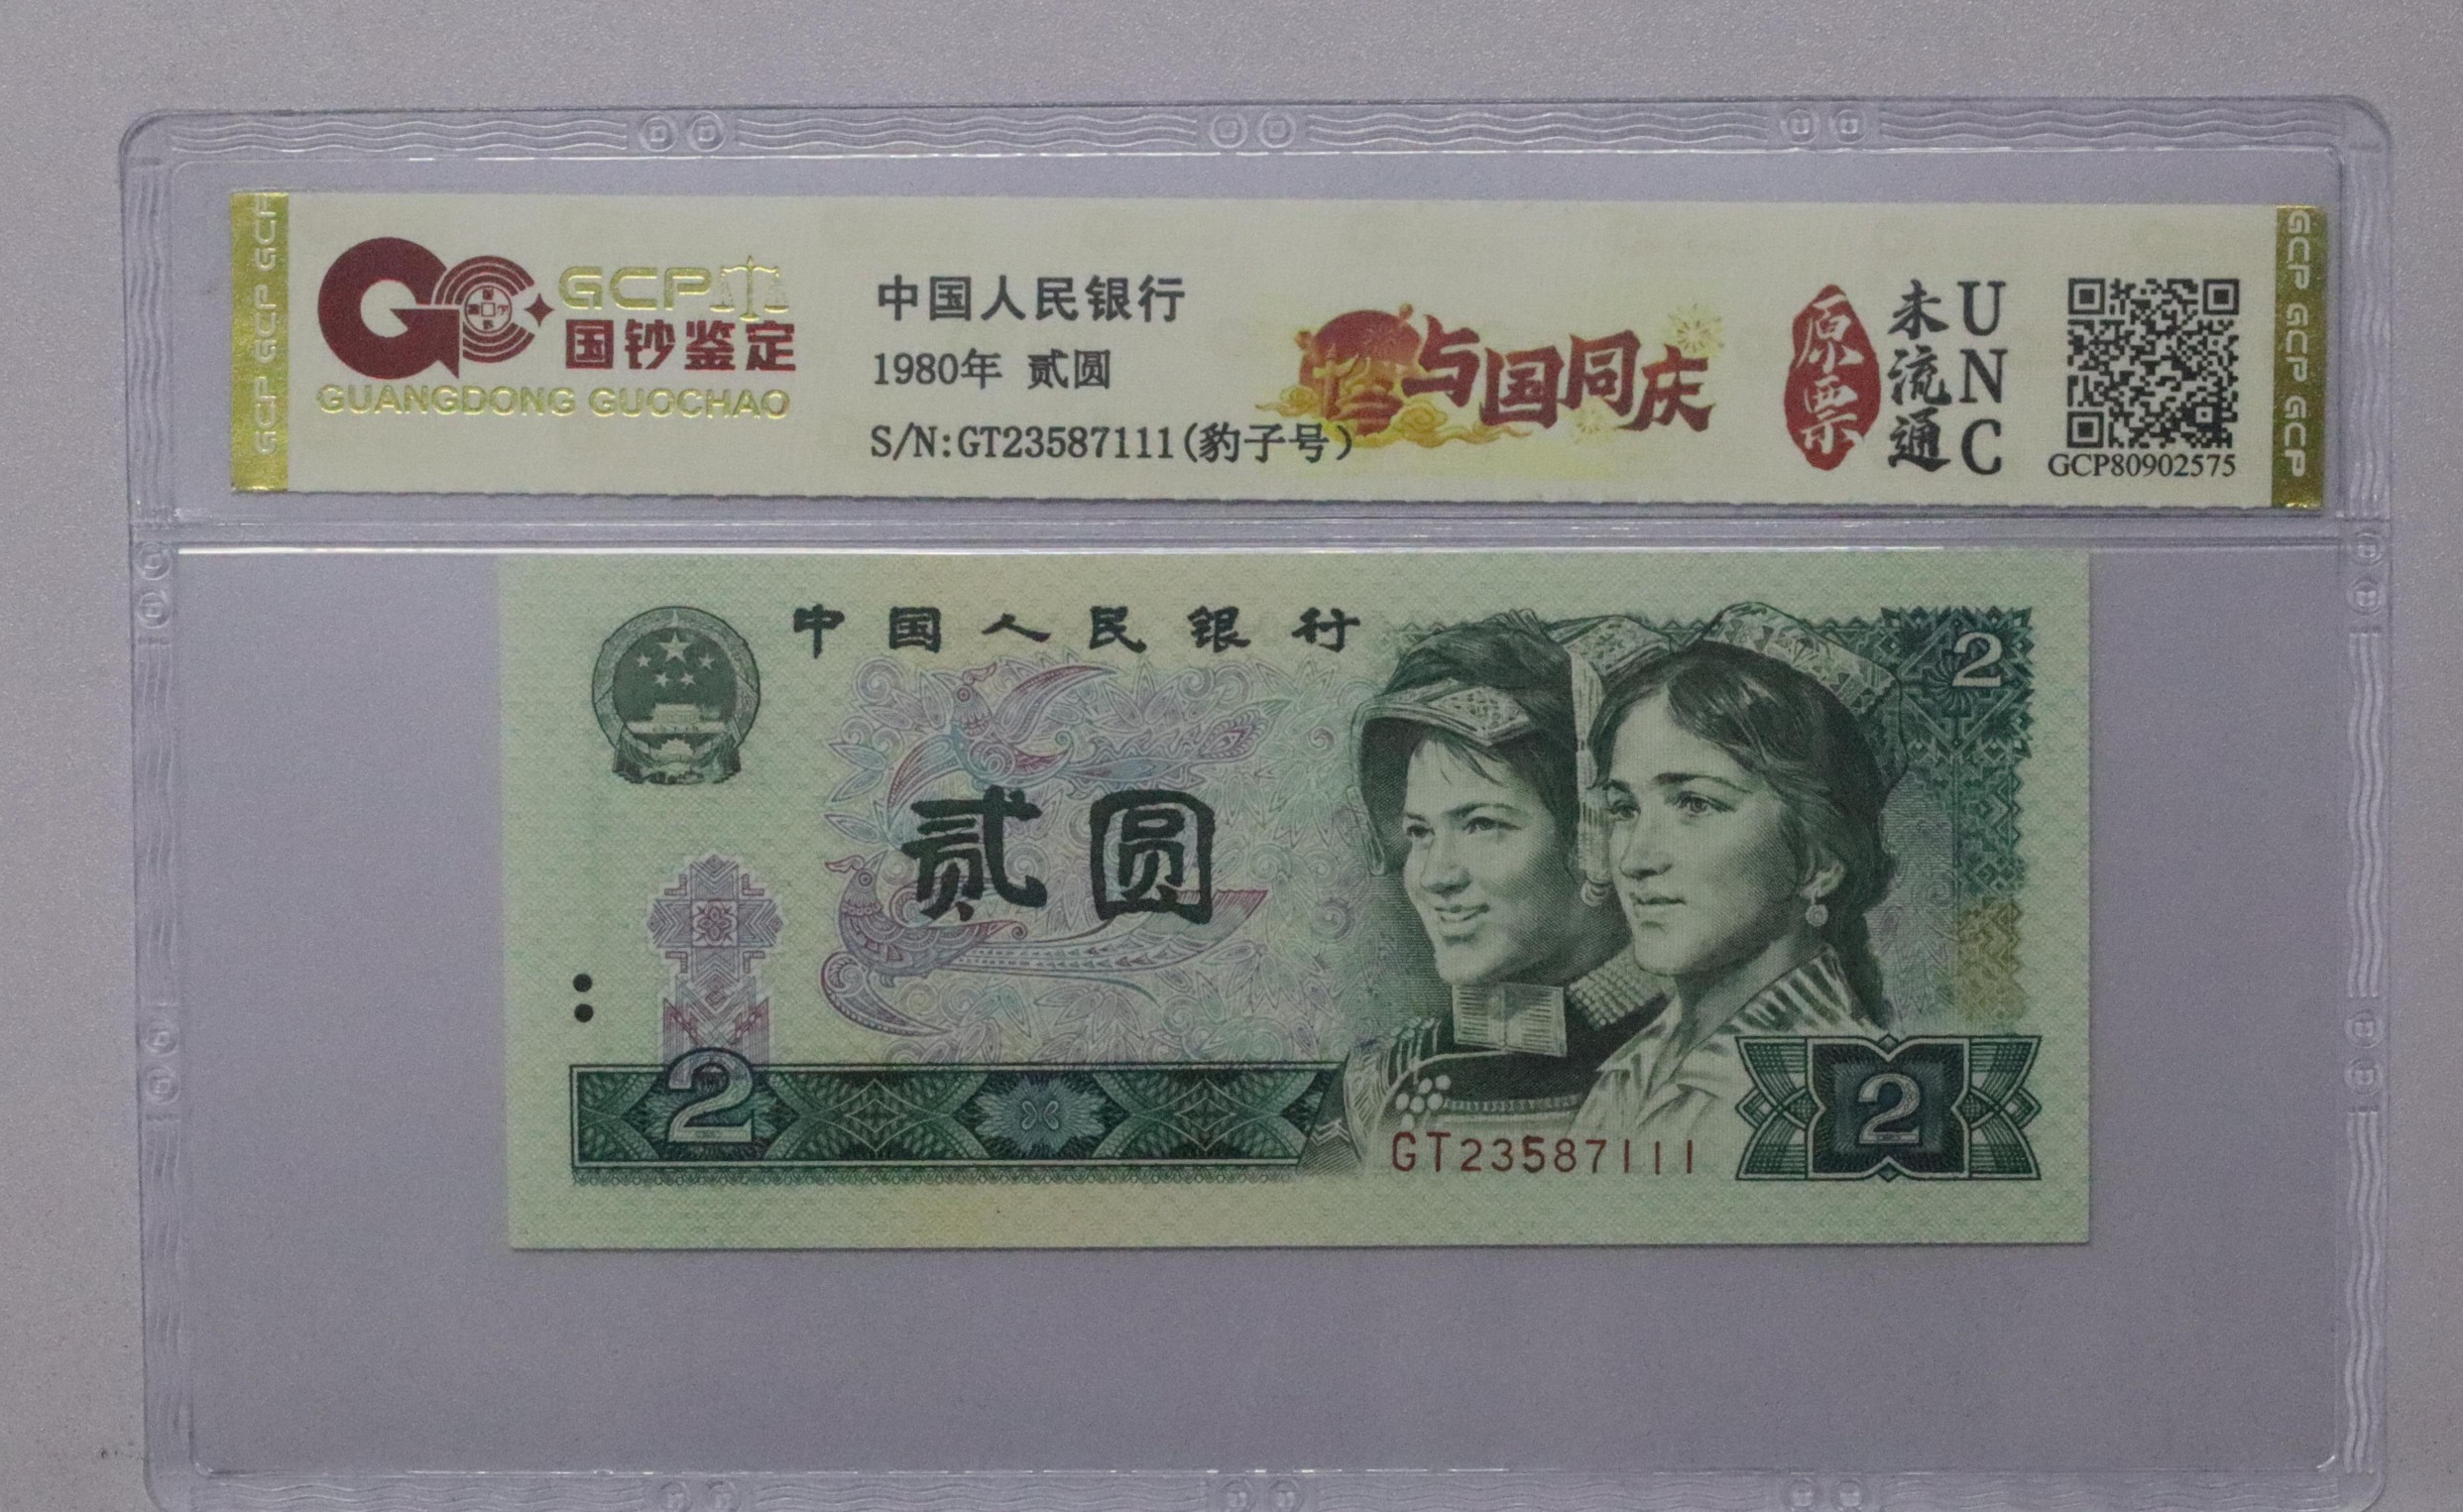 GCP GCP GCP
GCP
国钞鉴定
GUANGDONG GUOCHAO
中国人民银行
1980年 贰圆
S/N:GT23587111(豹子号)
与国同庆
原票
未流通
UNC
GCP80902575
GCP GCP GCP
中国人民银行
2
贰圆
2
GT23587111
2